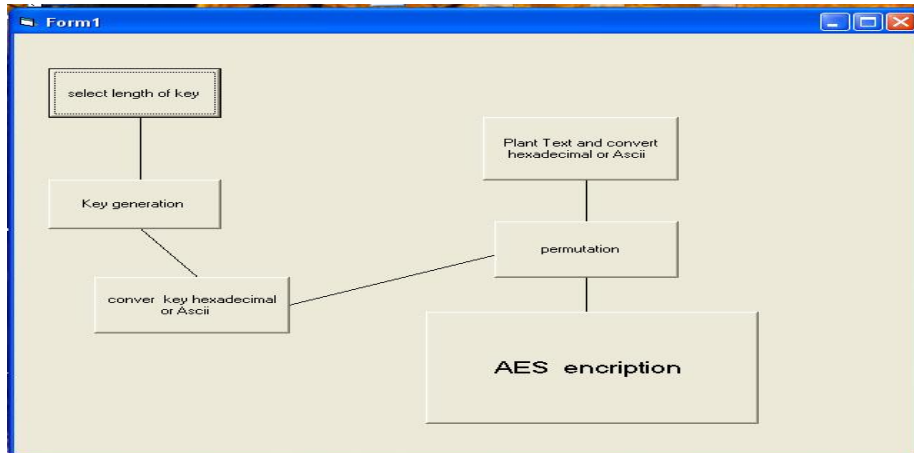 Form1
select length of key
Plant Text and convert
hexadecimal or Ascii
Key generation
permutation
conver key hexadecimal
or Ascii
AES encription